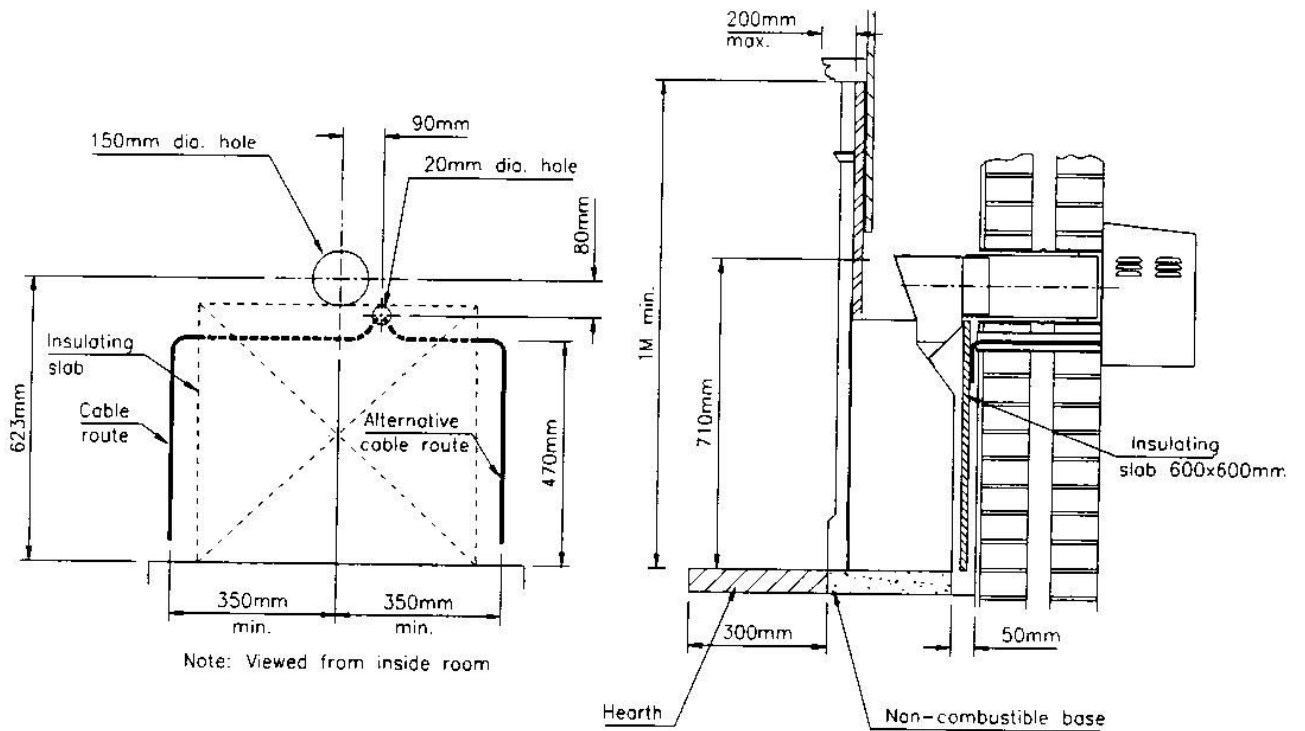 200mm
max.
90mm
150mm dia. hole
20mm dia. hole
80mm
1M min.
Insulating
slab
Cable
route
623mm
Alternative
cable route
470mm
710mm
Insulating
slab 600x600mm
350mm
min.
350mm
min.
300mm
50mm
Note: Viewed from inside room
Hearth
Non-combustible base